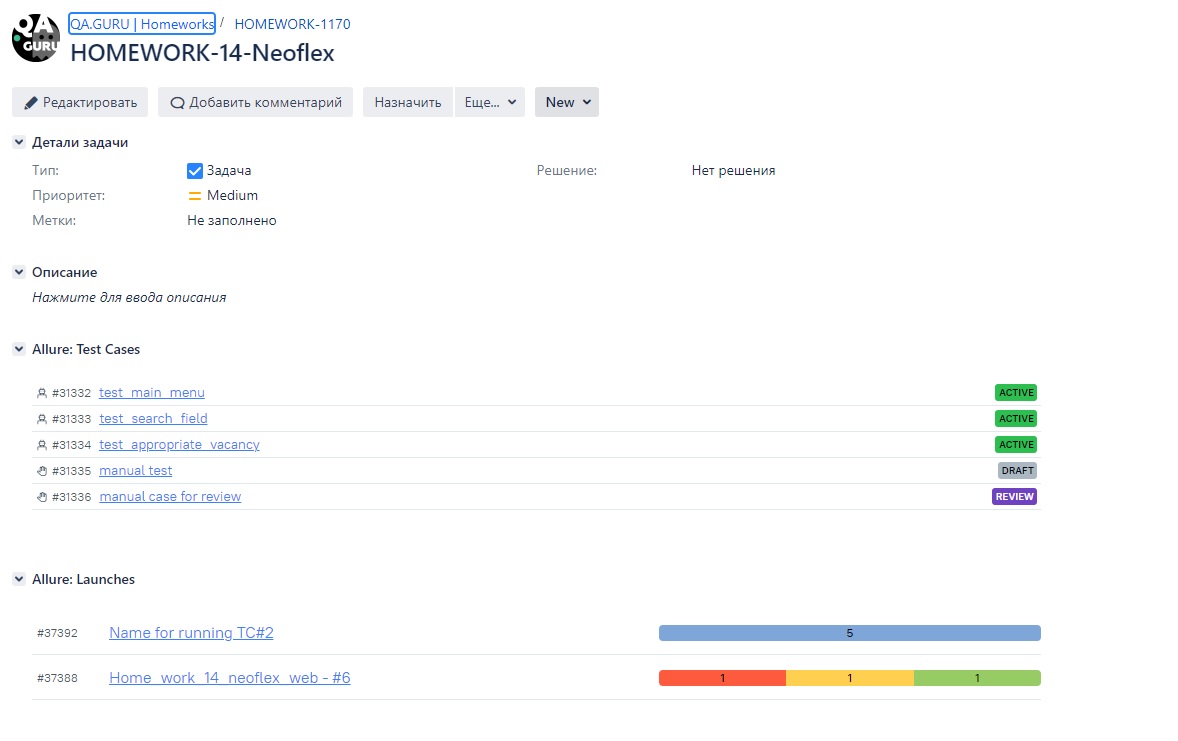 QA
GURU
QA.GURU | Homeworks / HOMEWORK-1170
HOMEWORK-14-Neoflex
Редактировать Добавить комментарий Назначить Еще... New
Детали задачи
Тип: Задача Решение: Нет решения
Приоритет: Medium
Метки: Не заполнено
Описание
Нажмите для ввода описания
Allure: Test Cases
#31332 test_main_menu ACTIVE
#31333 test_search_field ACTIVE
#31334 test_appropriate_vacancy ACTIVE
#31335 manual test DRAFT
#31336 manual case for review REVIEW
Allure: Launches
#37392 Name for running TC#2 5
#37388 Home_work_14_neoflex_web - #6 1 1 1